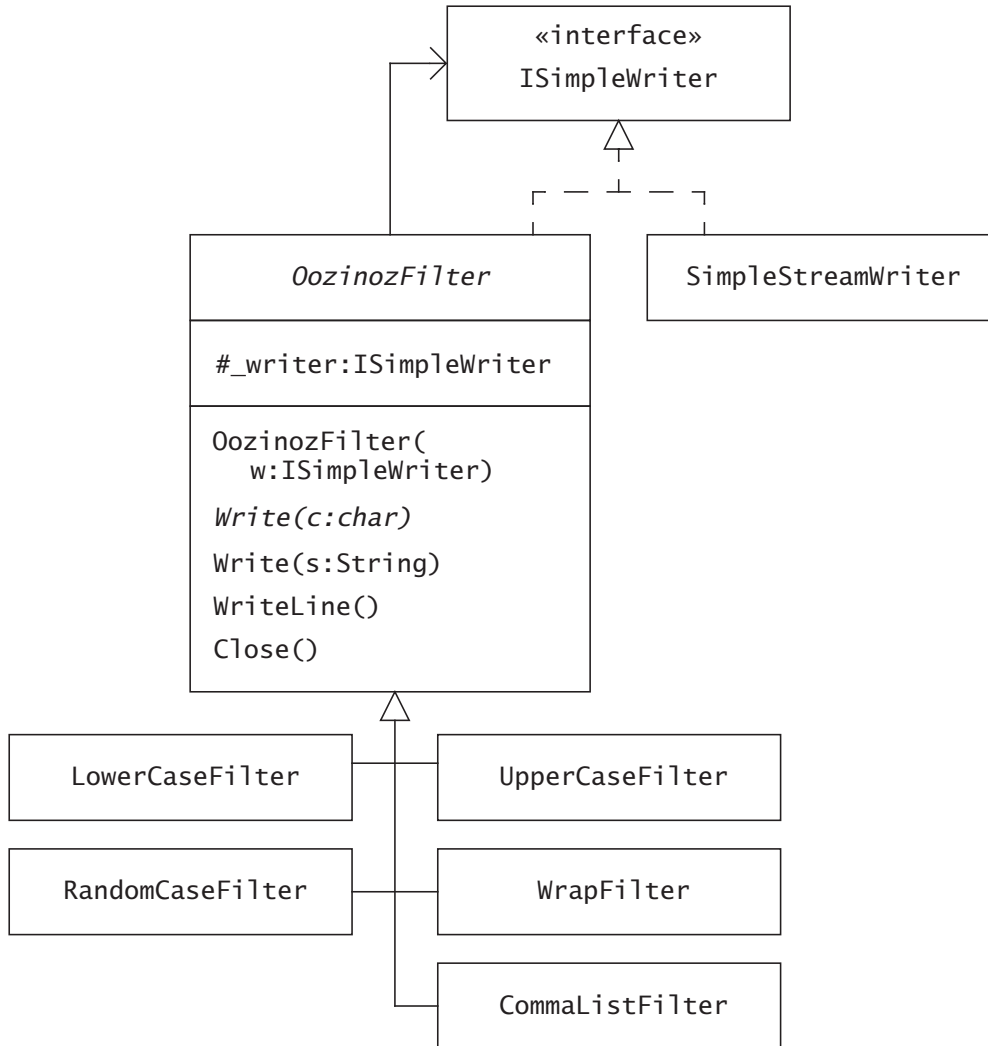 «interface»
ISimpleWriter
OozinozFilter
SimpleStreamWriter
#_writer:ISimpleWriter
OozinozFilter(
w:ISimpleWriter)
Write(c:char)
Write(s:String)
WriteLine()
Close()
LowerCaseFilter
UpperCaseFilter
RandomCaseFilter
WrapFilter
CommaListFilter